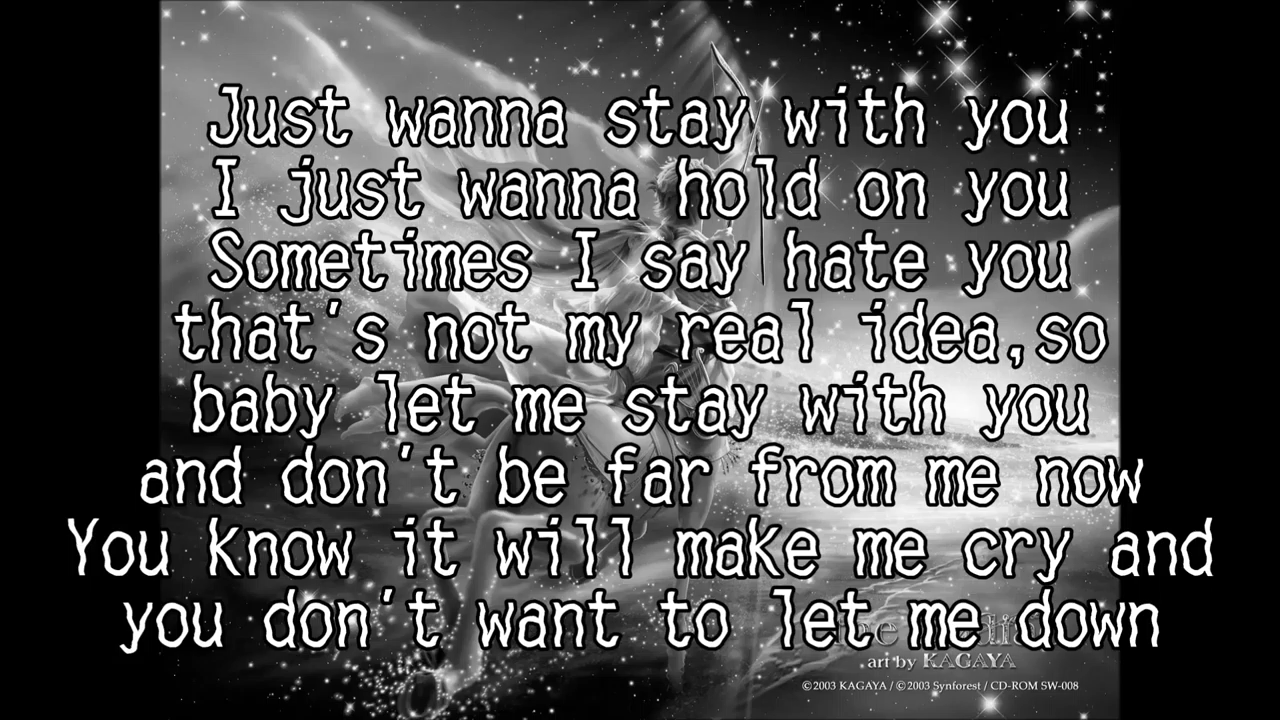 Just wanna stay with you
I just wanna hold on you
Sometimes I say hate you
that's not my real idea,so
baby let me stay with you
and don't be far from me now
You know it will make me cry and
you don't want to let me down
art by KAGAYA
©2003 KAGAYA / ©2003 Synforest / CD-ROM SW-008